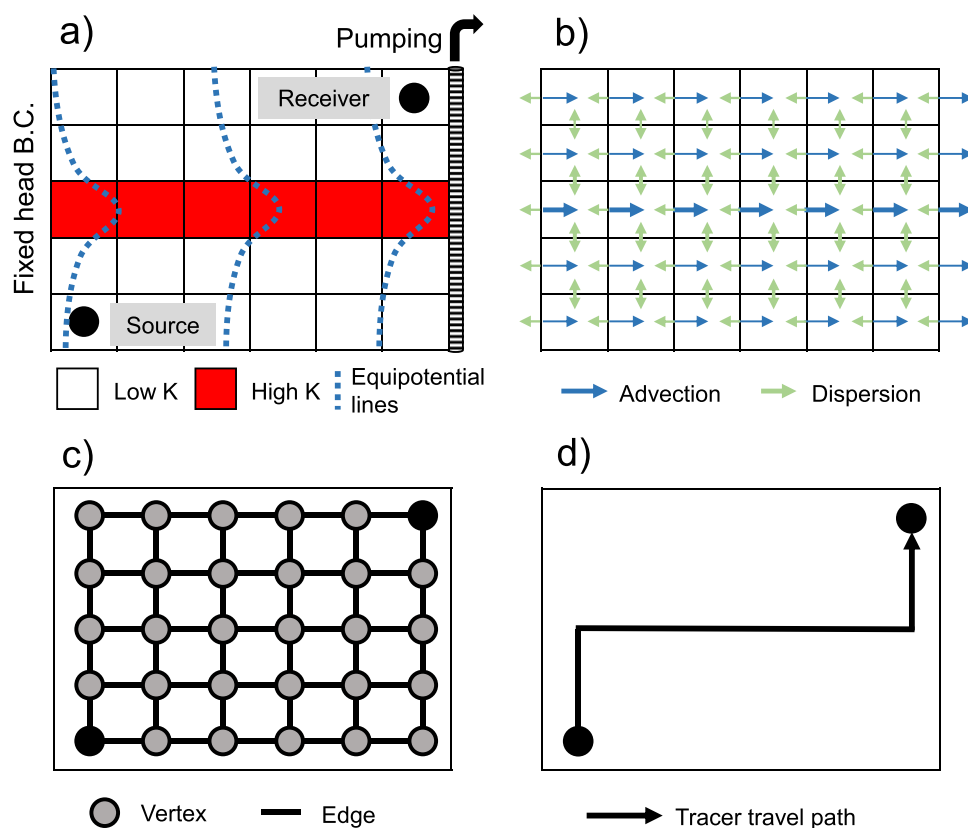 a)
Pumping
b)
Fixed head B.C.
Receiver
Source
Low K
High K
Equipotential
lines
Advection
Dispersion
c)
d)
Vertex
Edge
Tracer travel path